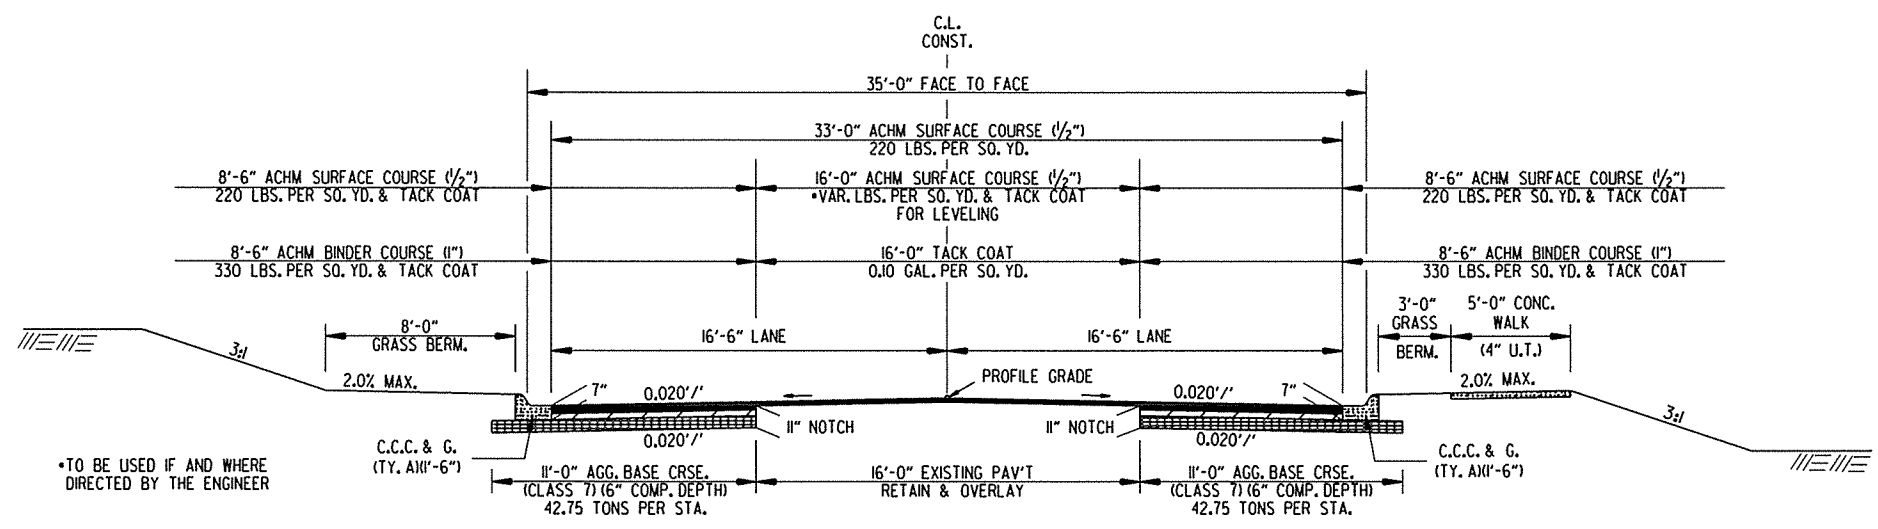 C.L.
CONST.
35'-0" FACE TO FACE
33'-0" ACHM SURFACE COURSE (1/2")
220 LBS. PER SQ. YD.
8'-6" ACHM SURFACE COURSE (1/2")
220 LBS. PER SQ. YD. & TACK COAT
16'-0" ACHM SURFACE COURSE (1/2")
•VAR. LBS. PER SQ. YD. & TACK COAT
FOR LEVELING
8'-6" ACHM SURFACE COURSE (1/2")
220 LBS. PER SQ. YD. & TACK COAT
8'-6" ACHM BINDER COURSE (1")
330 LBS. PER SQ. YD. & TACK COAT
16'-0" TACK COAT
0.10 GAL. PER SQ. YD.
8'-6" ACHM BINDER COURSE (1")
330 LBS. PER SQ. YD. & TACK COAT
8'-0"
GRASS BERM.
16'-6" LANE
16'-6" LANE
3'-0"
GRASS
BERM.
5'-0" CONC.
WALK
(4" U.T.)
3:1
2.0% MAX.
7"
0.020'/'
PROFILE GRADE
0.020'/'
7"
2.0% MAX.
3:1
0.020'/'
11" NOTCH
11" NOTCH
0.020'/'
C.C.C. & G.
(TY. A)(1'-6")
C.C.C. & G.
(TY. A)(1'-6")
•TO BE USED IF AND WHERE
DIRECTED BY THE ENGINEER
11'-0" AGG. BASE CRSE.
(CLASS 7) (6" COMP. DEPTH)
42.75 TONS PER STA.
16'-0" EXISTING PAV'T
RETAIN & OVERLAY
11'-0" AGG. BASE CRSE.
(CLASS 7) (6" COMP. DEPTH)
42.75 TONS PER STA.